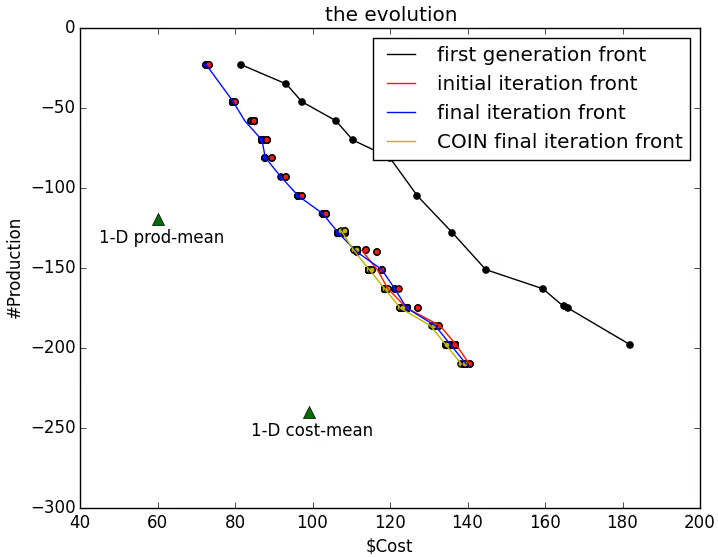 the evolution
first generation front
initial iteration front
final iteration front
COIN final iteration front
#Production
0
−50
−100
−150
−200
−250
−300
1-D prod-mean
1-D cost-mean
40 60 80 100 120 140 160 180 200
$Cost